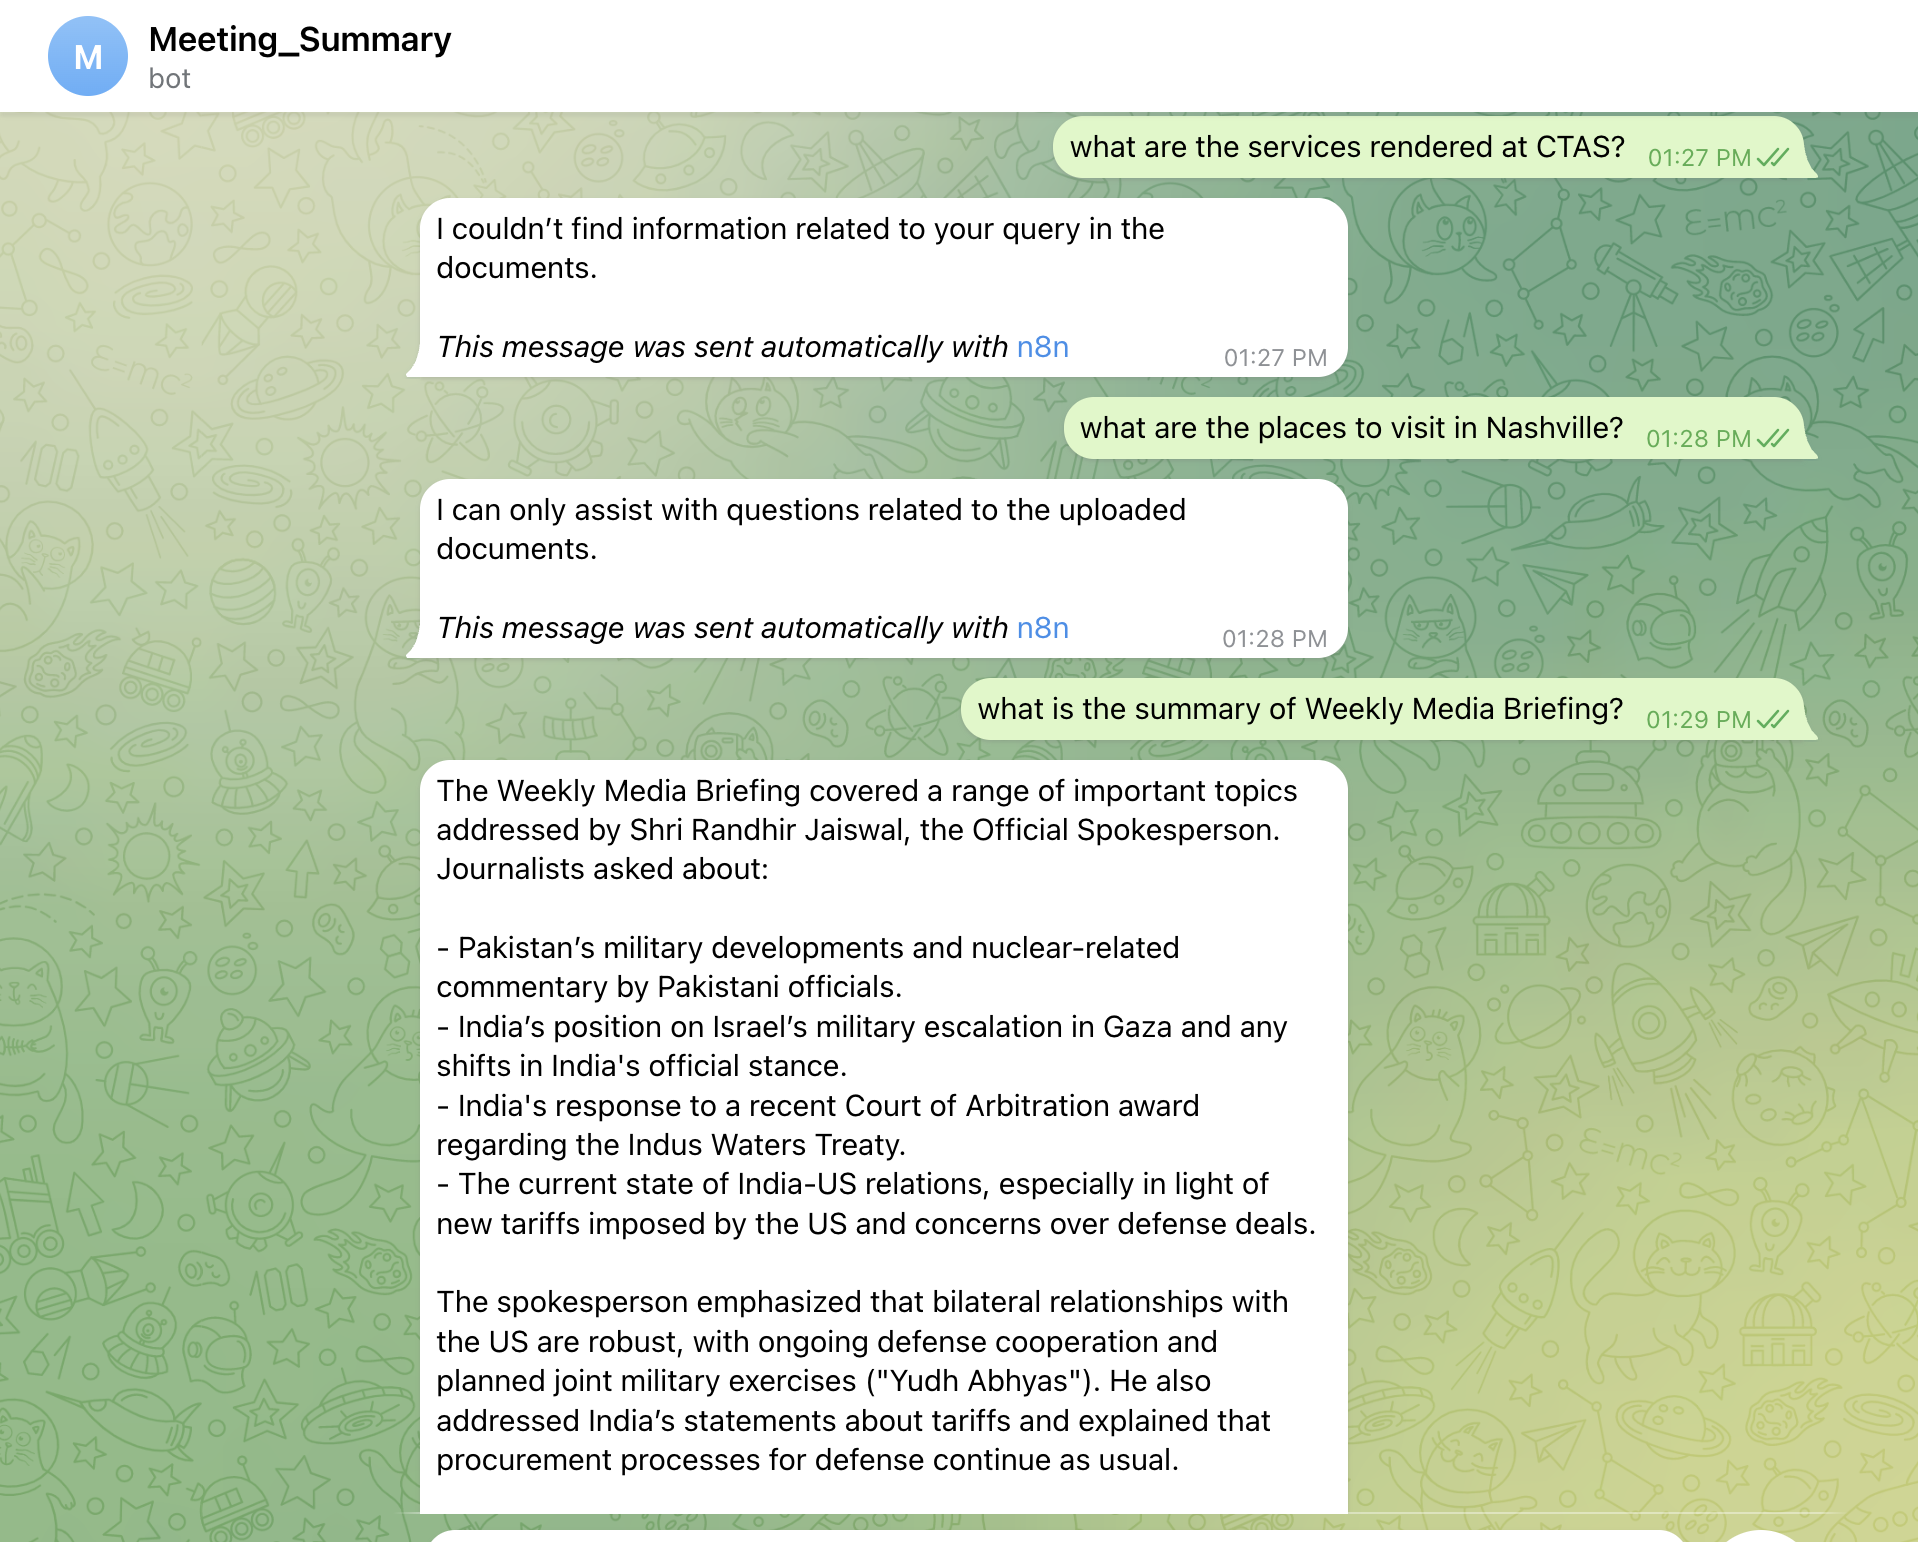 M
Meeting_Summary
bot
what are the services rendered at CTAS? 01:27 PM
I couldn’t find information related to your query in the
documents.
This message was sent automatically with n8n 01:27 PM
what are the places to visit in Nashville? 01:28 PM
I can only assist with questions related to the uploaded
documents.
This message was sent automatically with n8n 01:28 PM
what is the summary of Weekly Media Briefing? 01:29 PM
The Weekly Media Briefing covered a range of important topics
addressed by Shri Randhir Jaiswal, the Official Spokesperson.
Journalists asked about:
- Pakistan’s military developments and nuclear-related
commentary by Pakistani officials.
- India’s position on Israel’s military escalation in Gaza and any
shifts in India's official stance.
- India's response to a recent Court of Arbitration award
regarding the Indus Waters Treaty.
- The current state of India-US relations, especially in light of
new tariffs imposed by the US and concerns over defense deals.
The spokesperson emphasized that bilateral relationships with
the US are robust, with ongoing defense cooperation and
planned joint military exercises ("Yudh Abhyas"). He also
addressed India’s statements about tariffs and explained that
procurement processes for defense continue as usual.